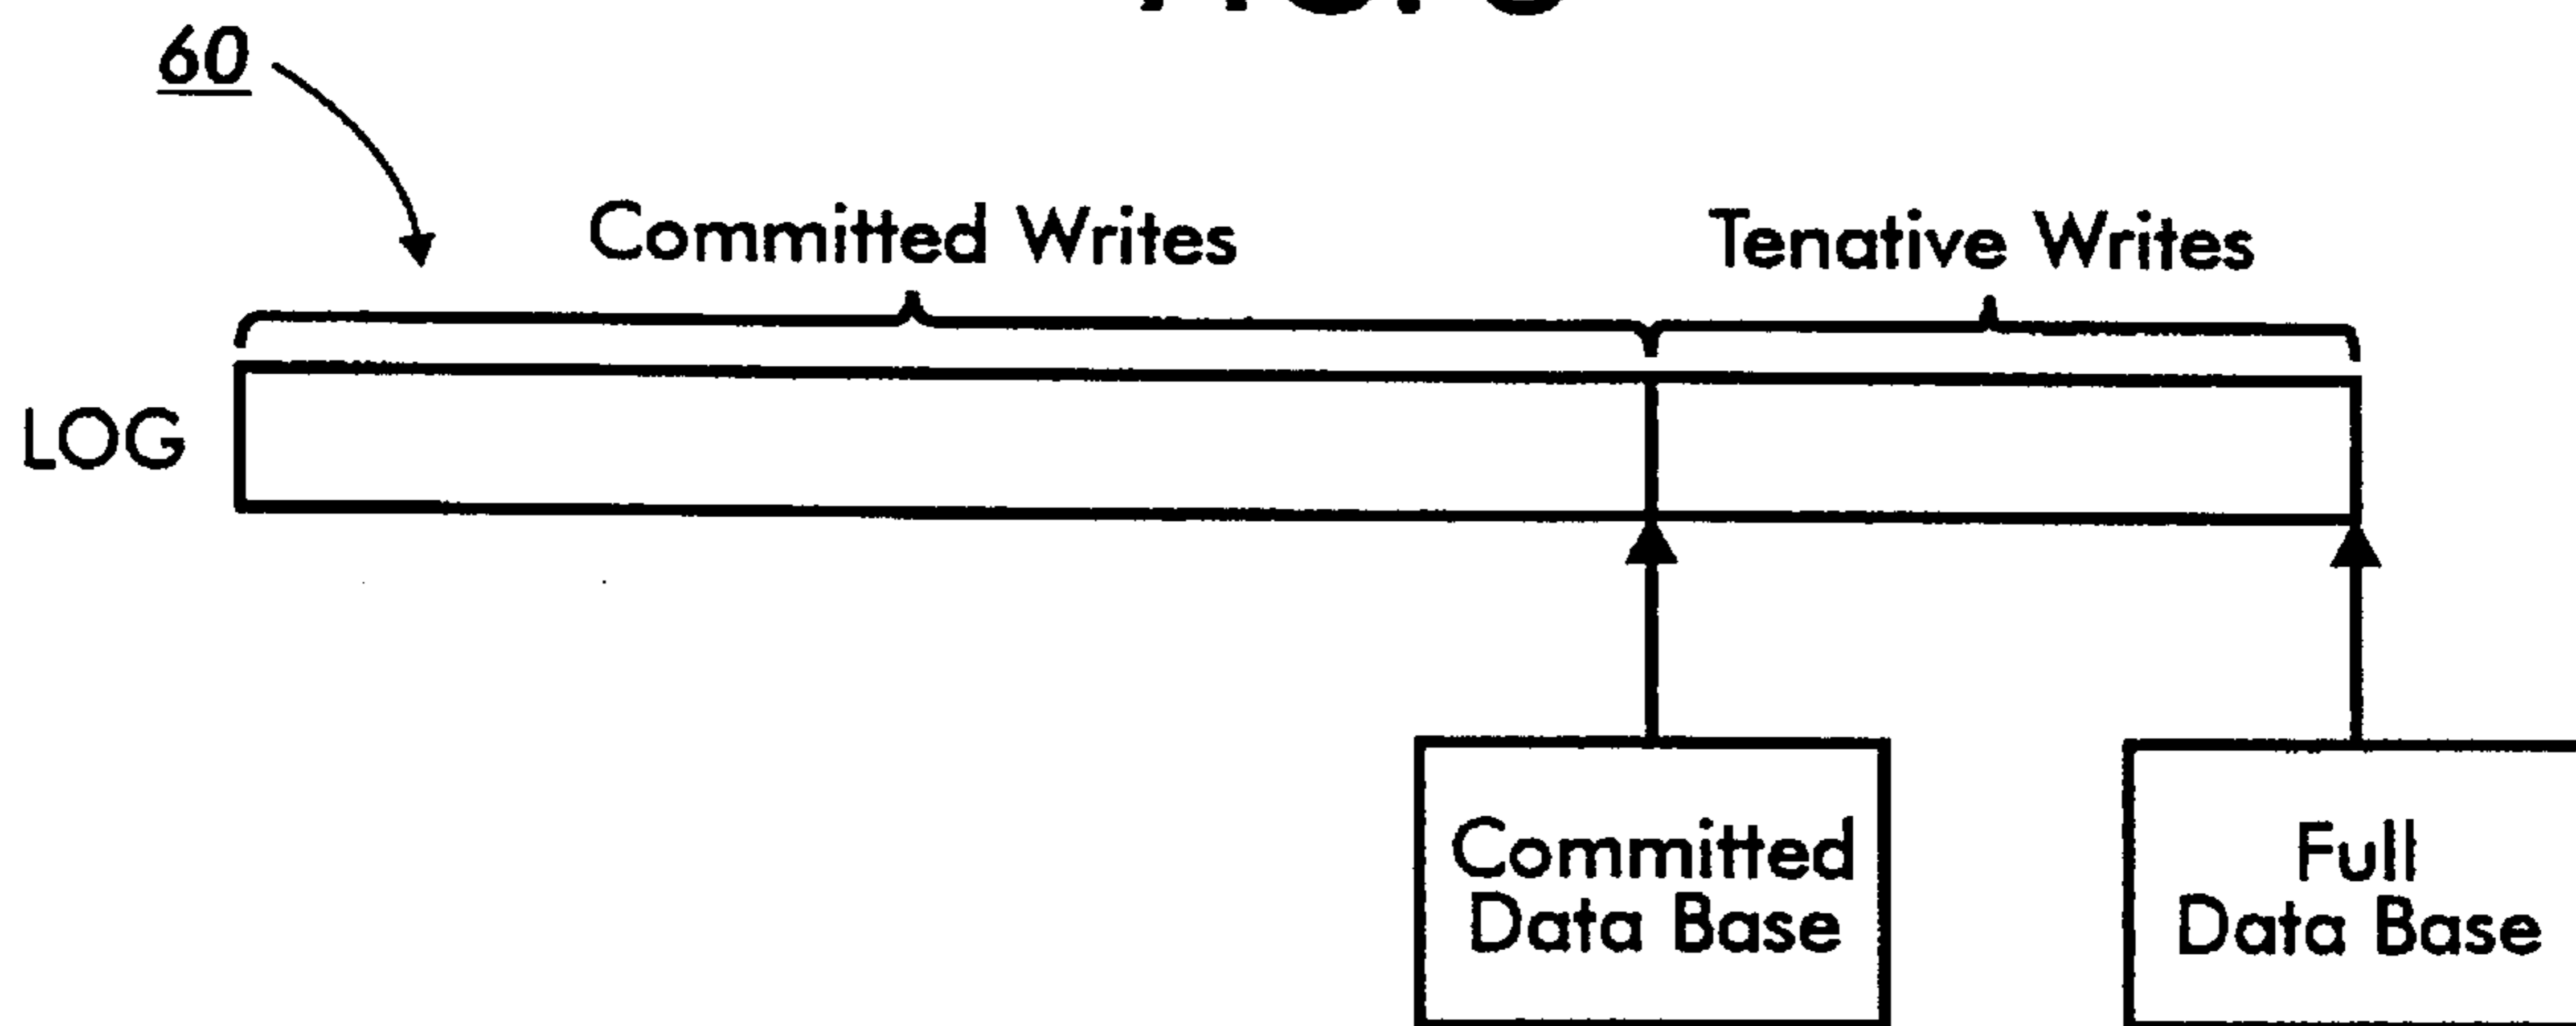 60
Committed Writes
Tenative Writes
LOG
Committed
Data Base
Full
Data Base